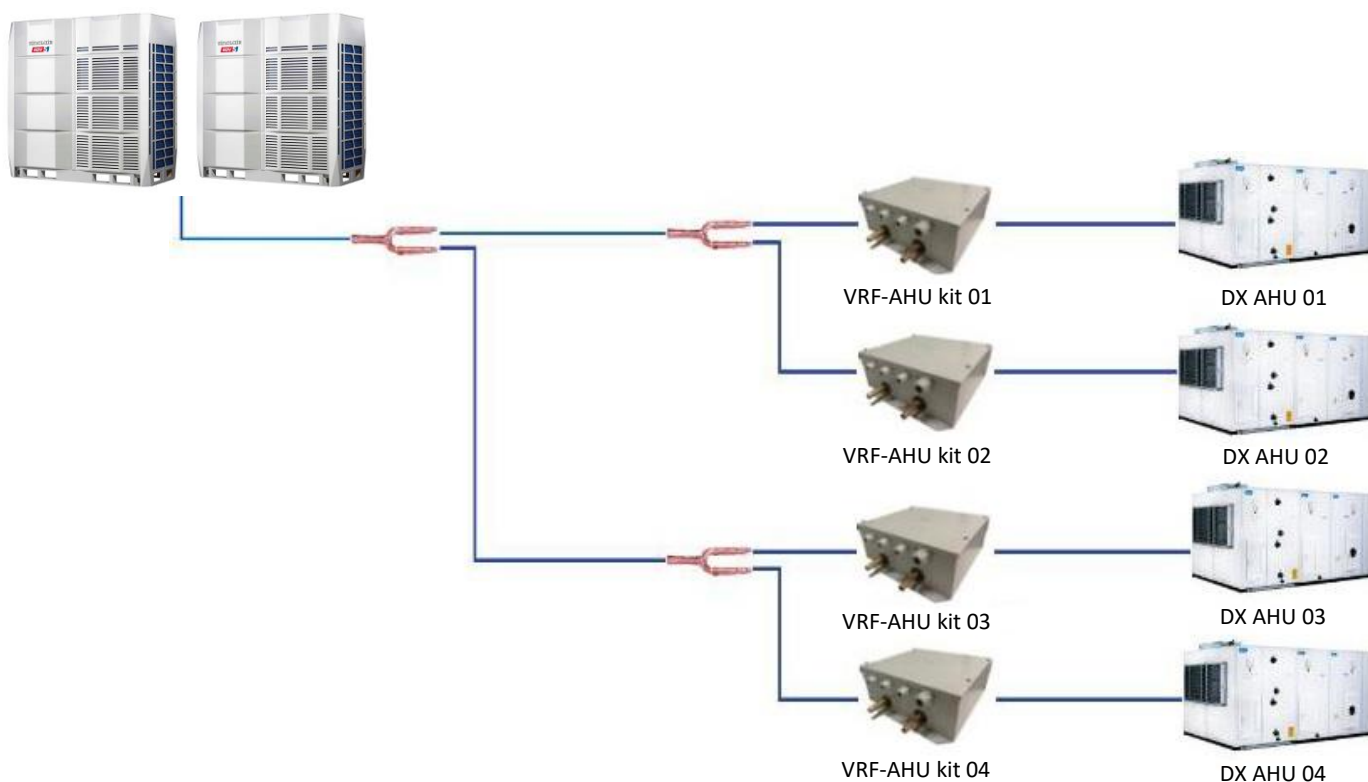 VRF-AHU kit 01
DX AHU 01
VRF-AHU kit 02
DX AHU 02
VRF-AHU kit 03
DX AHU 03
VRF-AHU kit 04
DX AHU 04